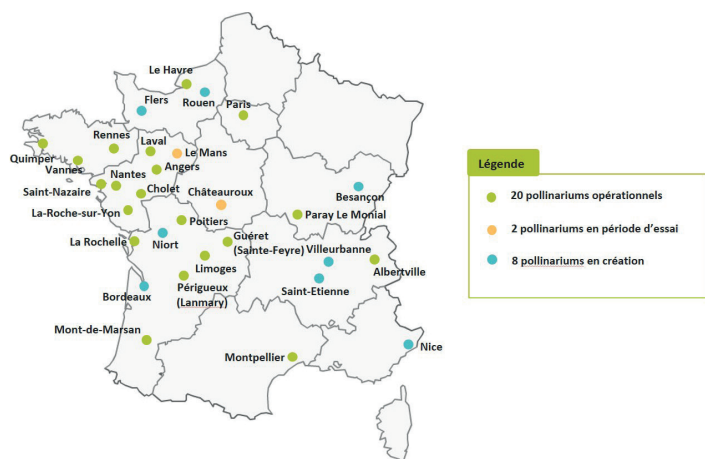 Le Havre
Flers
Rouen
Paris
Rennes
Laval
Le Mans
Quimper
Vannes
Angers
Nantes
Saint-Nazaire
Cholet
Châteauroux
La-Roche-sur-Yon
Poitiers
Besançon
Paray Le Monial
La Rochelle
Niort
Guéret
(Sainte-Feyre)
Villeurbanne
Limoges
Albertville
Bordeaux
Périgueux
(Lanmary)
Saint-Etienne
Mont-de-Marsan
Montpellier
Nice
Légende
20 pollinariums opérationnels
2 pollinariums en période d’essai
8 pollinariums en création